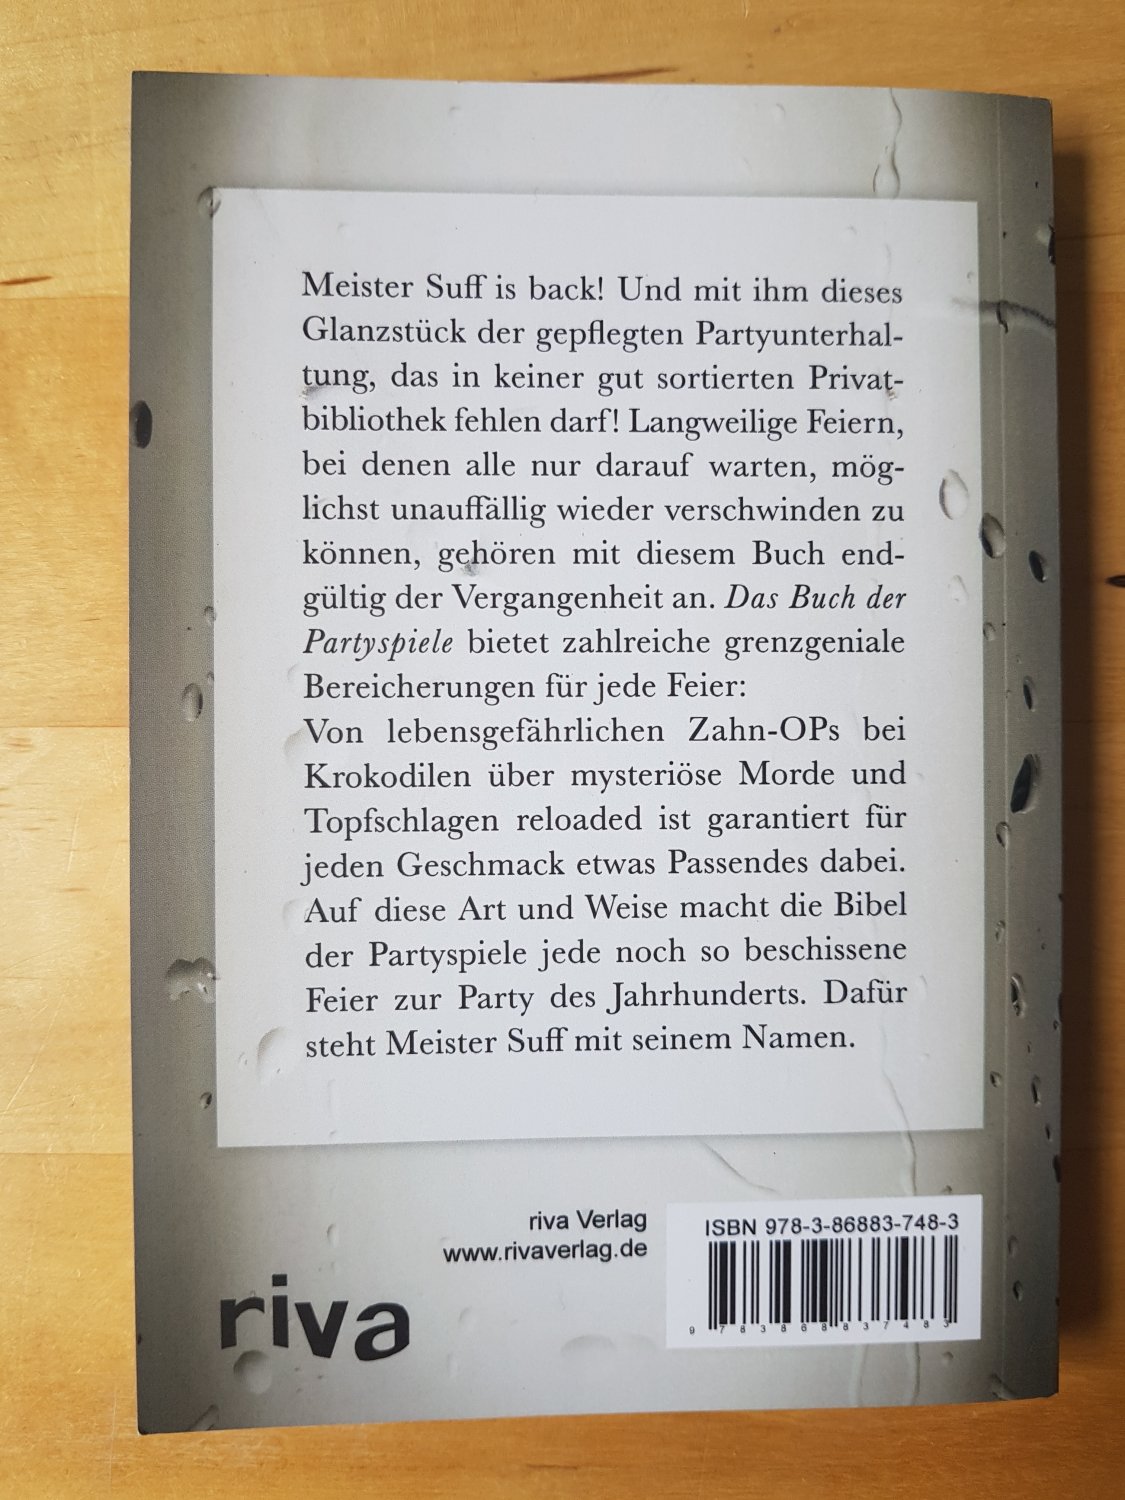 Meister Suff is back! Und mit ihm dieses
Glanzstück der gepflegten Partyunterhal-
tung, das in keiner gut sortierten Privat-
bibliothek fehlen darf! Langweilige Feiern,
bei denen alle nur darauf warten, mög-
lichst unauffällig wieder verschwinden zu
können, gehören mit diesem Buch end-
gültig der Vergangenheit an. Das Buch der
Partyspiele bietet zahlreiche grenzgeniale
Bereicherungen für jede Feier:
Von lebensgefährlichen Zahn-OPs bei
Krokodilen über mysteriöse Morde und
Topfschlagen reloaded ist garantiert für
jeden Geschmack etwas Passendes dabei.
Auf diese Art und Weise macht die Bibel
der Partyspiele jede noch so beschissene
Feier zur Party des Jahrhunderts. Dafür
steht Meister Suff mit seinem Namen.
riva Verlag
www.rivaverlag.de
riva
ISBN 978-3-86883-748-3
9 783868 837483